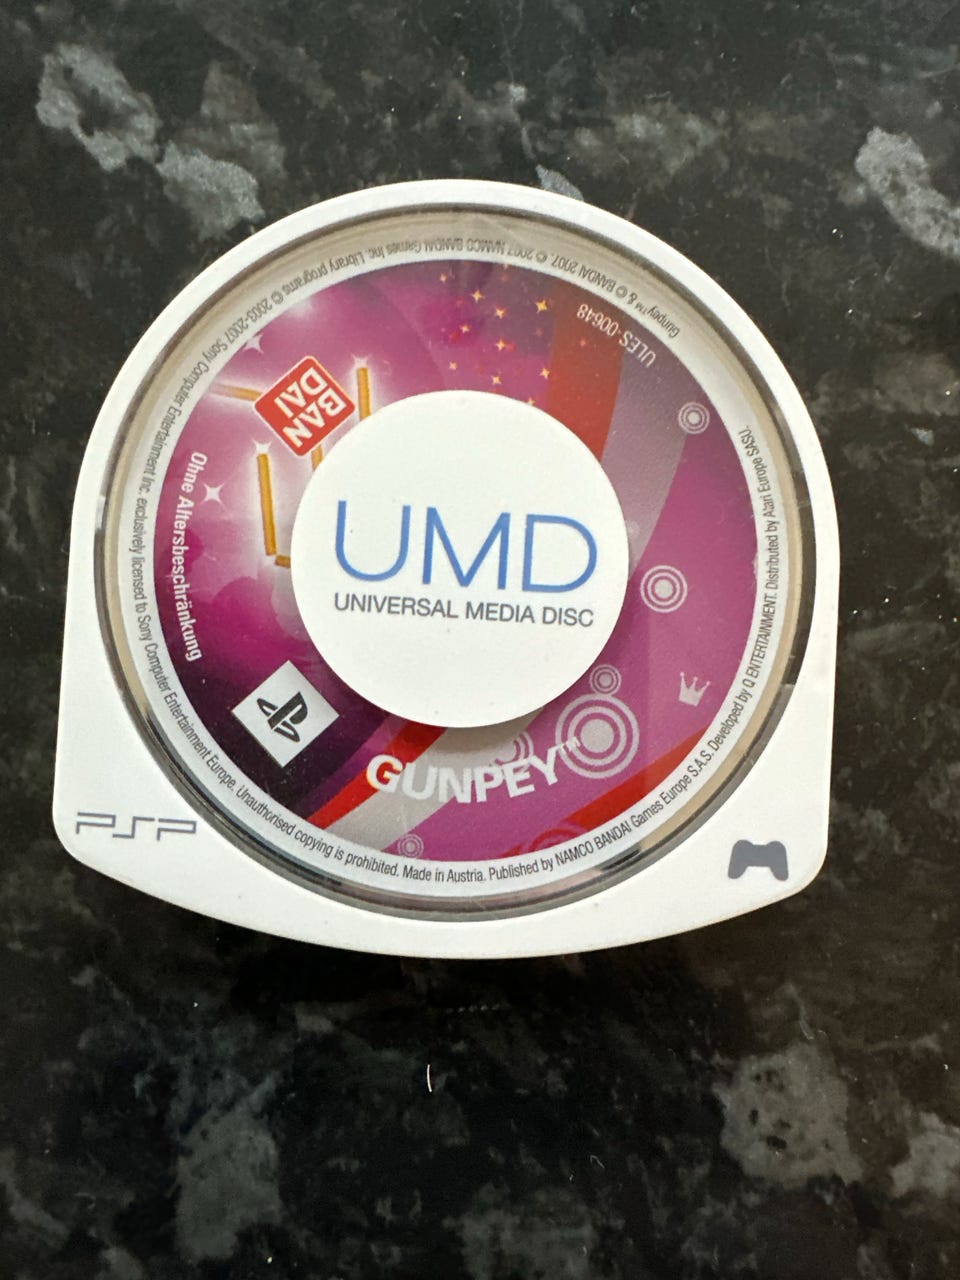 UMD
UNIVERSAL MEDIA DISC
BAN
DAI
ULES-00648
Ohne Altersbeschränkung
GUNPEY™
PSP
Gunpey™ & © BANDAI 2007. © 2007 NAMCO BANDAI Games Inc. Library programs © 2003-2007 Sony Computer Entertainment Inc. exclusively licensed to Sony Computer Entertainment Europe. Unauthorised copying is prohibited. Made in Austria. Published by NAMCO BANDAI Games Europe S.A.S. Developed by Q ENTERTAINMENT. Distributed by Atari Europe SASU.